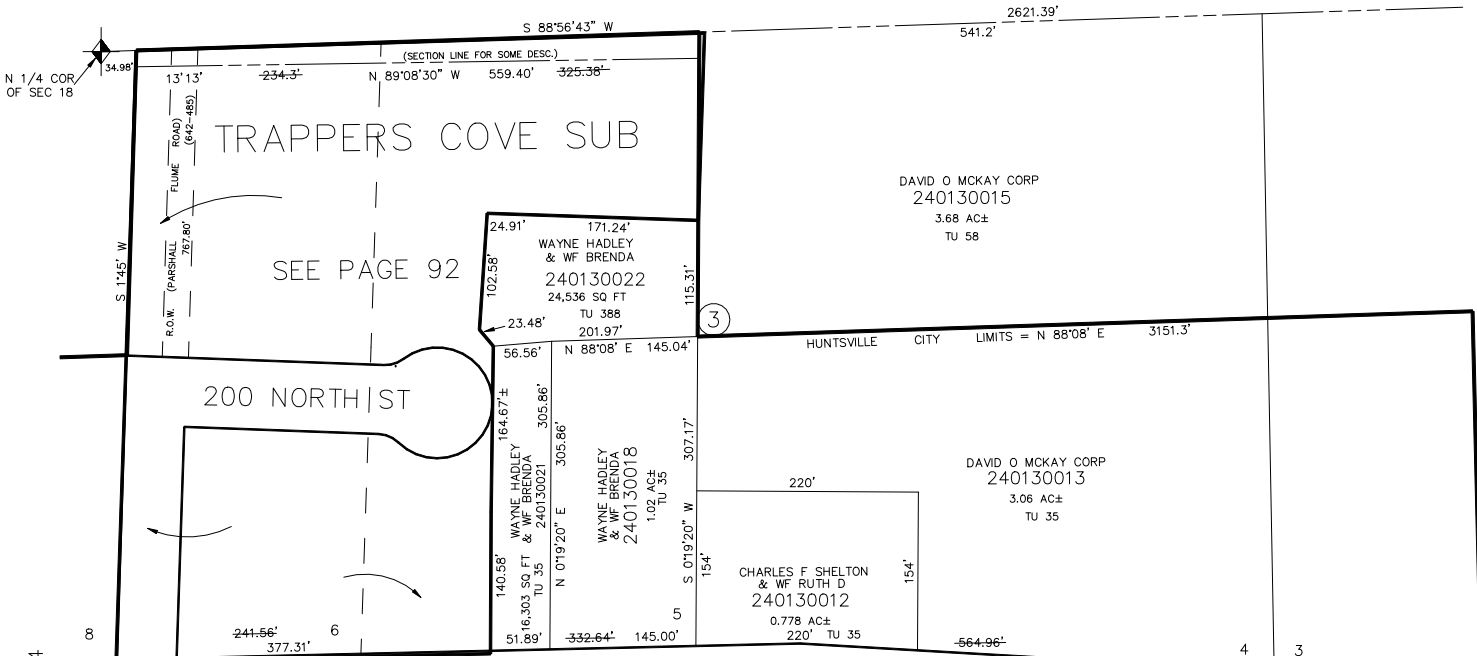 S 88°56'43" W
2621.39'
541.2'
N 1/4 COR
OF SEC 18
34.98'
(SECTION LINE FOR SOME DESC.)
13' 13'
234.3'
N 89°08'30" W
559.40'
325.38'
TRAPPERS COVE SUB
R.O.W. (PARSHALL FLUME ROAD)
(642-485)
767.80'
S 1°45' W
SEE PAGE 92
24.91'
171.24'
WAYNE HADLEY
& WF BRENDA
240130022
24,536 SQ FT
TU 388
102.58'
115.31'
23.48'
201.97'
DAVID O MCKAY CORP
240130015
3.68 AC±
TU 58
3
HUNTSVILLE CITY LIMITS = N 88°08' E 3151.3'
56.56'
N 88°08' E 145.04'
200 NORTH ST
164.67'±
140.58'
WAYNE HADLEY
& WF BRENDA
240130021
16,303 SQ FT
TU 35
305.86'
305.86'
N 0°19'20" E
WAYNE HADLEY
& WF BRENDA
240130018
1.02 AC±
TU 35
307.17'
S 0°19'20" W
220'
154'
154'
CHARLES F SHELTON
& WF RUTH D
240130012
0.778 AC±
220' TU 35
DAVID O MCKAY CORP
240130013
3.06 AC±
TU 35
8
241.56'
6
377.31'
51.89'
332.64'
145.00'
5
564.96'
4
3
4